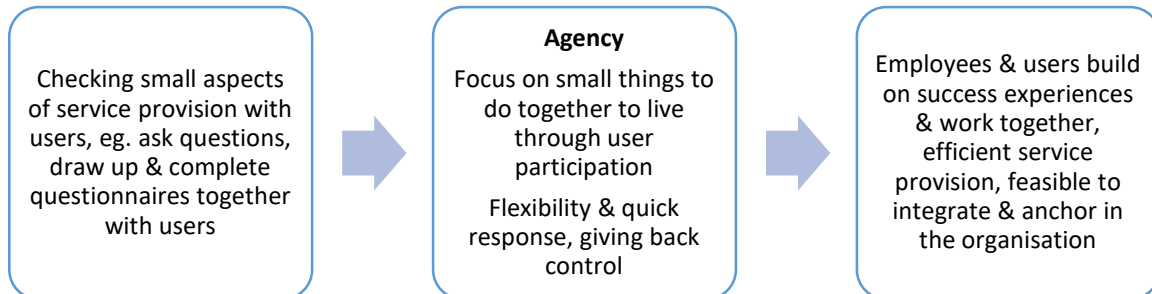 Checking small aspects
of service provision with
users, eg. ask questions,
draw up & complete
questionnaires together
with users
Agency
Focus on small things to
do together to live
through user
participation
Flexibility & quick
response, giving back
control
Employees & users build
on success experiences
& work together,
efficient service
provision, feasible to
integrate & anchor in
the organisation